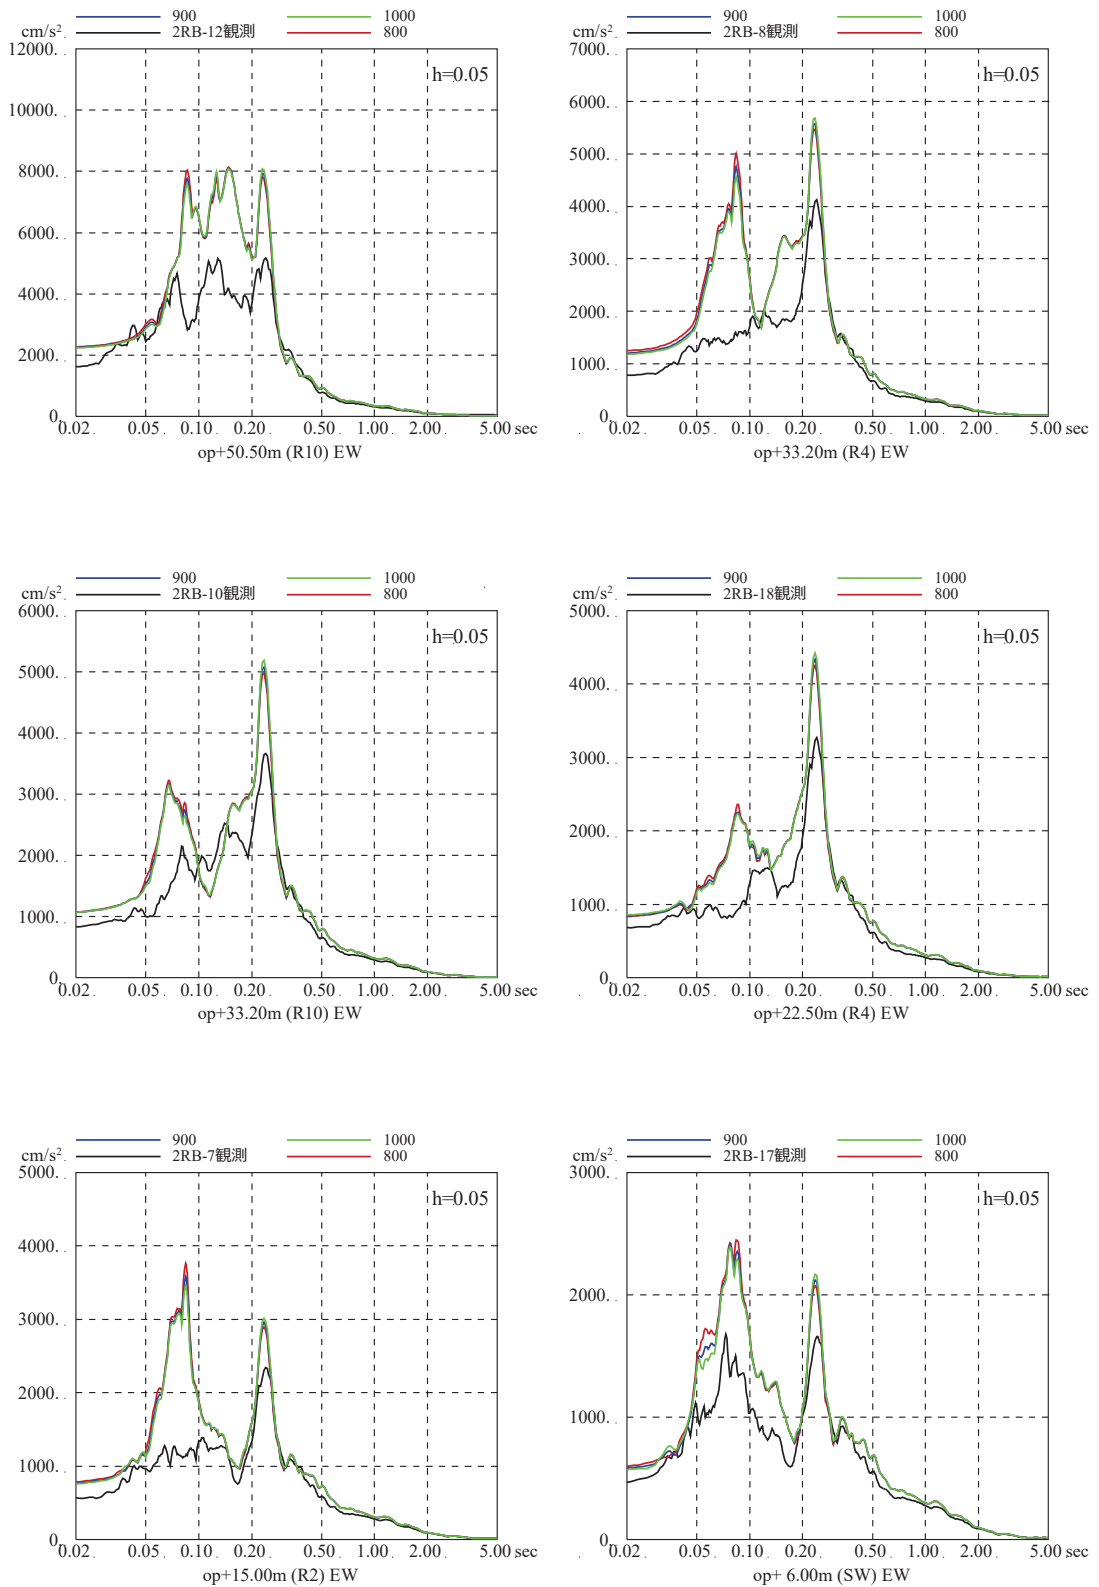 900 1000
cm/s². 2RB-12観測 800
12000.
h=0.05
10000.
8000.
6000.
4000.
2000.
0.
0.02 0.05 0.10 0.20 0.50 1.00 2.00 5.00 sec
op+50.50m (R10) EW
900 1000
cm/s². 2RB-8観測 800
7000.
h=0.05
6000.
5000.
4000.
3000.
2000.
1000.
0.
0.02 0.05 0.10 0.20 0.50 1.00 2.00 5.00 sec
op+33.20m (R4) EW
900 1000
cm/s². 2RB-10観測 800
6000.
h=0.05
5000.
4000.
3000.
2000.
1000.
0.
0.02 0.05 0.10 0.20 0.50 1.00 2.00 5.00 sec
op+33.20m (R10) EW
900 1000
cm/s². 2RB-18観測 800
5000.
h=0.05
4000.
3000.
2000.
1000.
0.
0.02 0.05 0.10 0.20 0.50 1.00 2.00 5.00 sec
op+22.50m (R4) EW
900 1000
cm/s². 2RB-7観測 800
5000.
h=0.05
4000.
3000.
2000.
1000.
0.
0.02 0.05 0.10 0.20 0.50 1.00 2.00 5.00 sec
op+15.00m (R2) EW
900 1000
cm/s². 2RB-17観測 800
3000.
h=0.05
2000.
1000.
0.
0.02 0.05 0.10 0.20 0.50 1.00 2.00 5.00 sec
op+ 6.00m (SW) EW